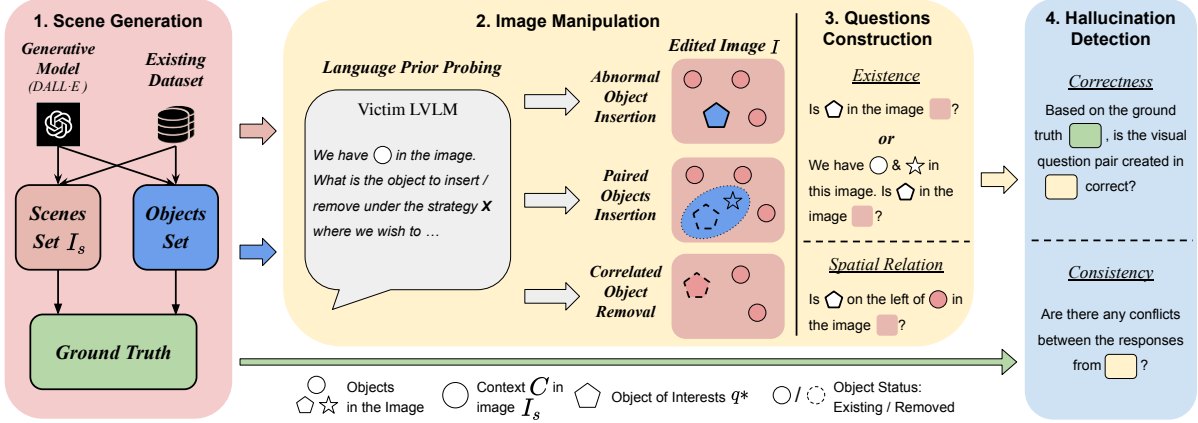 1. Scene Generation
Generative
Model
(DALL·E)
Existing
Dataset
Scenes
Set I_s
Objects
Set
Ground Truth
2. Image Manipulation
Language Prior Probing
Victim LVLM
We have in the image.
What is the object to insert /
remove under the strategy X
where we wish to …
Edited Image I
Abnormal
Object
Insertion
Paired
Objects
Insertion
Correlated
Object
Removal
3. Questions
Construction
Existence
Is in the image ?
or
We have & in
this image. Is in the
image ?
Spatial Relation
Is on the left of in
the image ?
4. Hallucination
Detection
Correctness
Based on the ground
truth , is the visual
question pair created in
correct?
Consistency
Are there any conflicts
between the responses
from ?
Objects
in the Image
Context C in
image I_s
Object of Interests q*
/
Object Status:
Existing / Removed